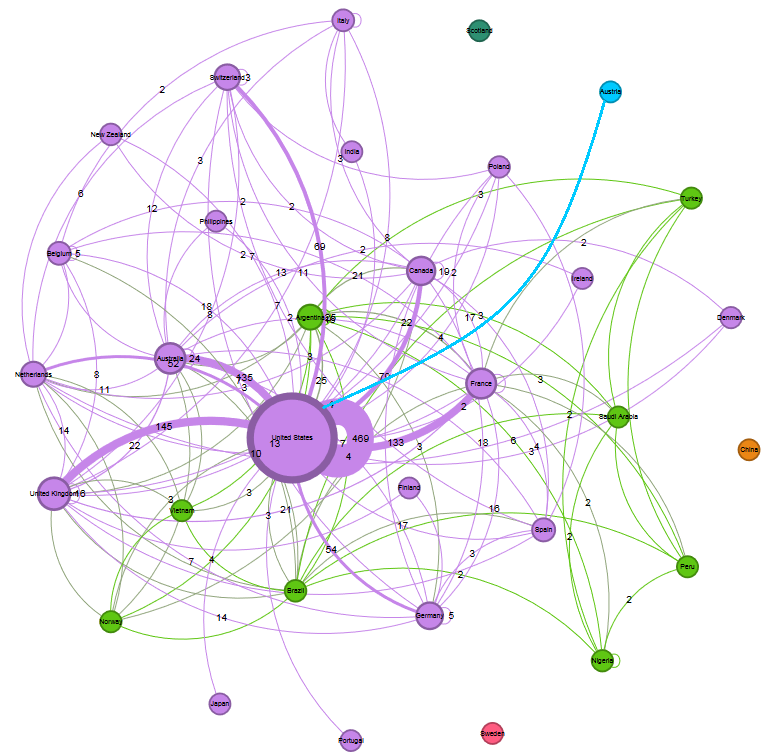 Italy
Scotland
Switzerland 3
Austria
2
New Zealand
India
3
3
Poland
6
3
2
Turkey
12
2
Philippines
8
69
2
Belgium 5
2 7
2
13
11
21
Canada 19 2
Ireland
18
8
7
2
Argentina
17 3
Denmark
22
4
Australia 24
52
3
Netherlands
8
11
435
3
25
70
France
3
2
14
145
22
United States
13
10
7
469
4
133
3
18
6
3 4
2
Saudi Arabia
China
United Kingdom 16
3
Vietnam
3
3
21
Finland
16
17
2
2
Spain
7
4
54
3
2
Peru
Brazil
Norway
14
Germany 5
2
Nigeria
Japan
Portugal
Sweden